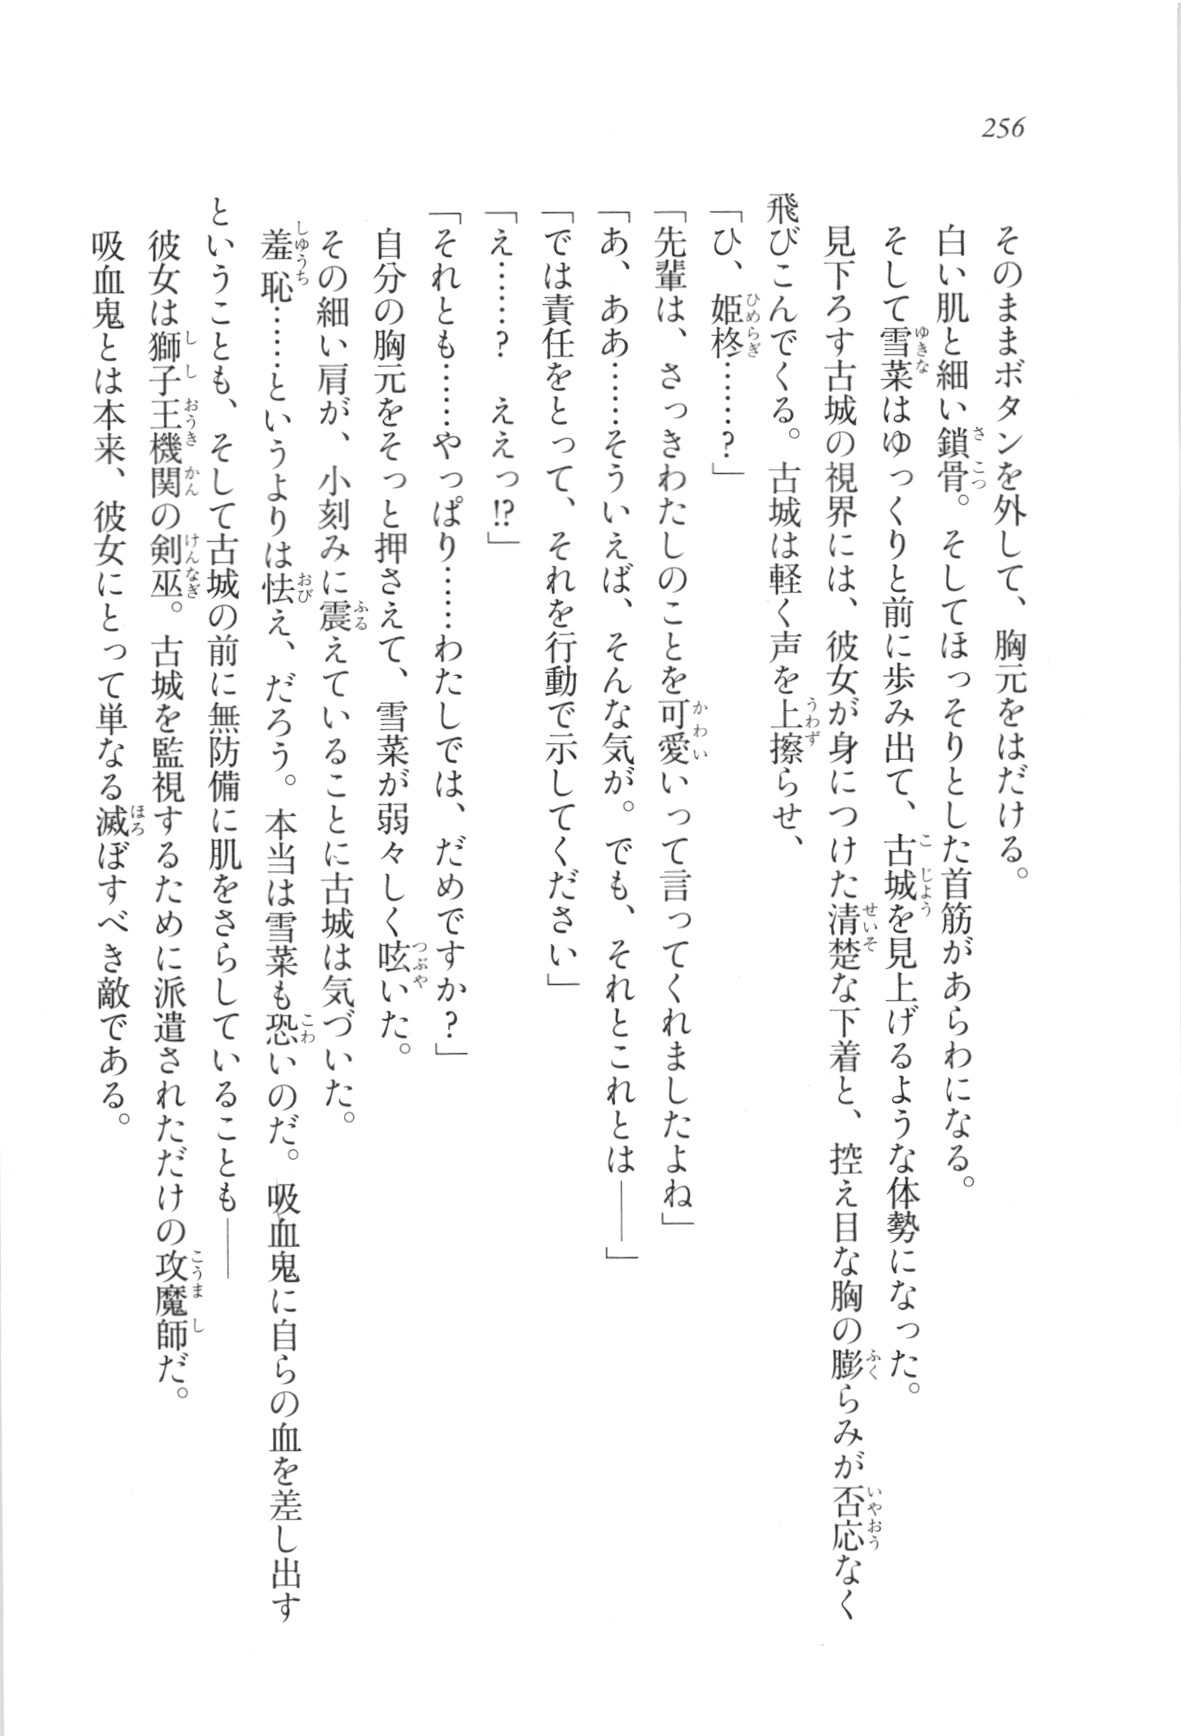 256
そのままボタンを外して、胸元をはだける。
白い肌と細い鎖骨。そしてほっそりとした首筋があらわになる。
そして雪菜はゆっくりと前に歩み出て、古城を見上げるような体勢になった。
見下ろす古城の視界には、彼女が身につけた清楚な下着と、控え目な胸の膨らみが否応なく
飛びこんでくる。古城は軽く声を上擦らせ、
「ひ、姫柊……?」
「先輩は、さっきわたしのことを可愛いって言ってくれましたよね」
「あ、ああ……そういえば、そんな気が。でも、それとこれとは――」
「では責任をとって、それを行動で示してください」
「え……? ええっ!?」
「それとも……やっぱり……わたしでは、だめですか?」
自分の胸元をそっと押さえて、雪菜が弱々しく呟いた。
その細い肩が、小刻みに震えていることに古城は気づいた。
羞恥……というよりは怯え、だろう。本当は雪菜も恐いのだ。吸血鬼に自らの血を差し出す
ということも、そして古城の前に無防備に肌をさらしていることも――
彼女は獅子王機関の剣巫。古城を監視するために派遣されただけの攻魔師だ。
吸血鬼とは本来、彼女にとって単なる滅ぼすべき敵である。